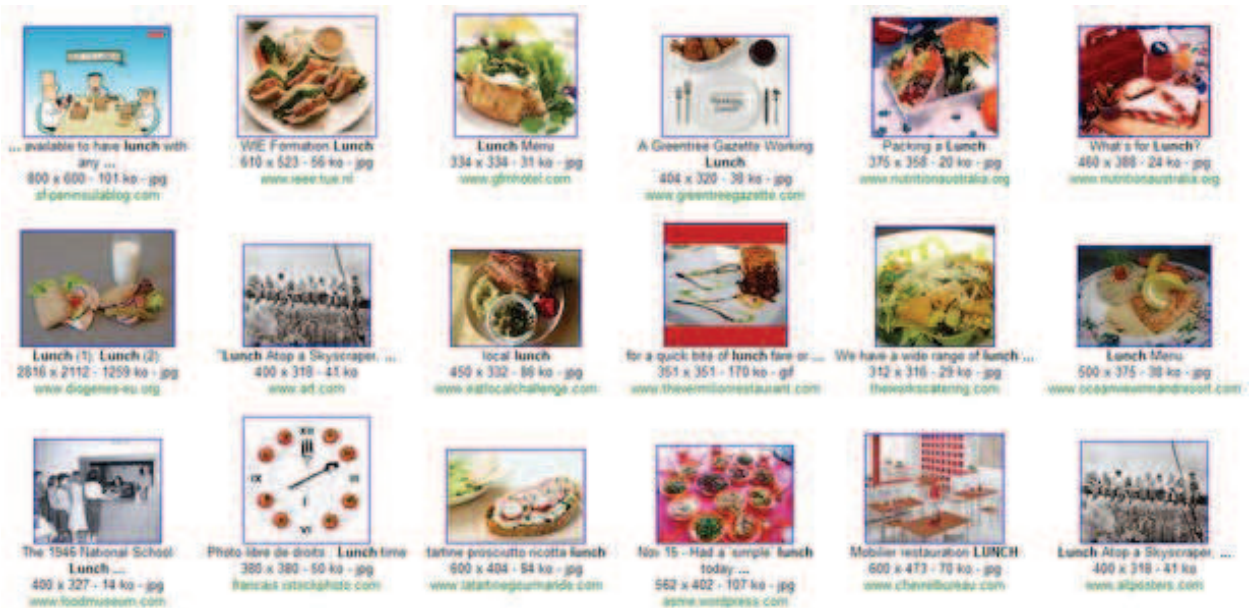 ... available to have lunch with
any ...
800 x 600 - 101 ko - jpg
sf-peninsulablog.com
WIE Formation Lunch
610 x 523 - 56 ko - jpg
www.ieee.tue.nl
Lunch Menu
334 x 334 - 31 ko - jpg
www.gfmhotel.com
A Greentree Gazette Working
Lunch
404 x 320 - 38 ko - jpg
www.greentreegazette.com
Packing a Lunch
375 x 358 - 20 ko - jpg
www.nutritionaustralia.org
What's for Lunch?
460 x 388 - 24 ko - jpg
www.nutritionaustralia.org
Lunch (1): Lunch (2):
2816 x 2112 - 1259 ko - jpg
www.diogenes-eu.org
"Lunch Atop a Skyscraper, ...
400 x 318 - 41 ko
www.art.com
local lunch
450 x 332 - 86 ko - jpg
www.eatlocalchallenge.com
for a quick bite of lunch fare or ...
351 x 351 - 170 ko - gif
www.thevermilionrestaurant.com
We have a wide range of lunch ...
312 x 316 - 29 ko - jpg
theworkscatering.com
Lunch Menu.
500 x 375 - 38 ko - jpg
The 1946 National School
Lunch ...
400 x 327 - 14 ko - jpg
www.foodmuseum.com
XII
IX
III
VI
Photo libre de droits : Lunch time
380 x 380 - 50 ko - jpg
francais.istockphoto.com
tartine prosciutto ricotta lunch
600 x 404 - 84 ko - jpg
www.latartinegourmande.com
Nov 15 - Had a 'simple' lunch
today ...
562 x 402 - 107 ko - jpg
asme.wordpress.com
Mobilier restauration LUNCH
600 x 473 - 70 ko - jpg
www.chevrelbureau.com
Lunch Atop a Skyscraper, ...
400 x 318 - 41 ko
www.allposters.com